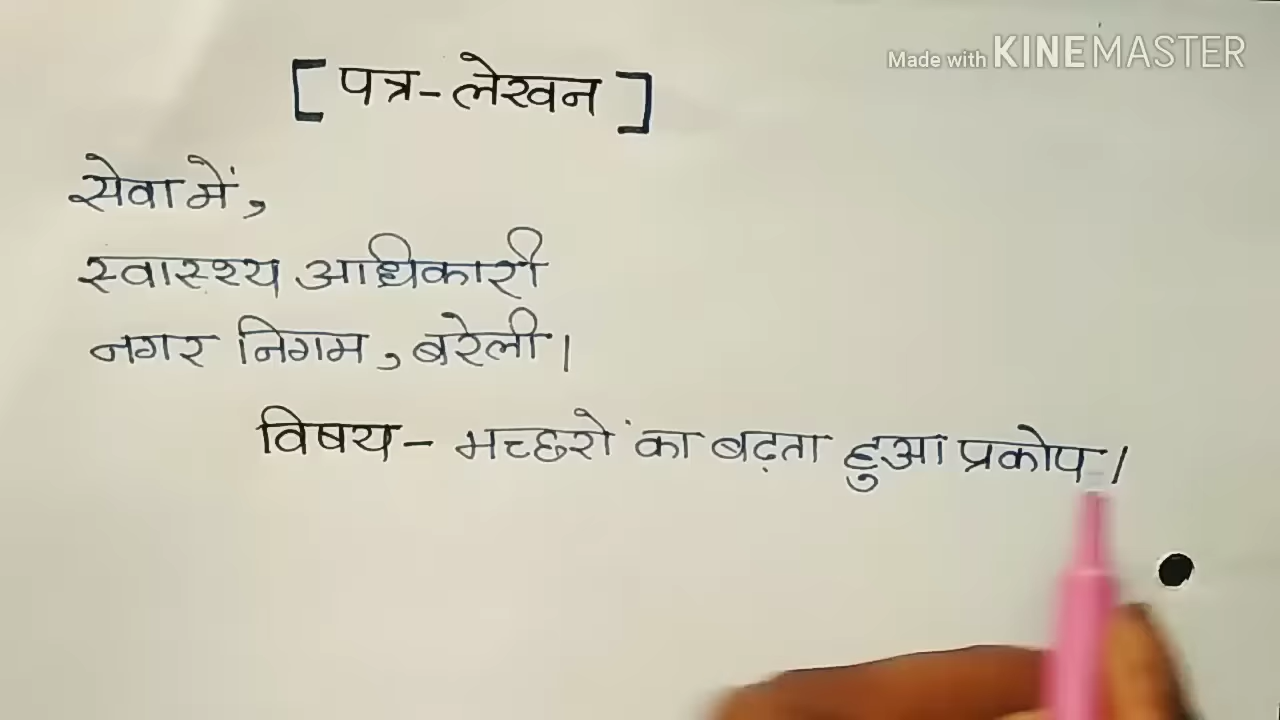 Made with KINEMASTER
[पत्र-लेखन]
सेवा में,
स्वास्थ्य अधिकारी
नगर निगम, बरेली।
विषय- मच्छरों का बढ़ता हुआ प्रकोप।